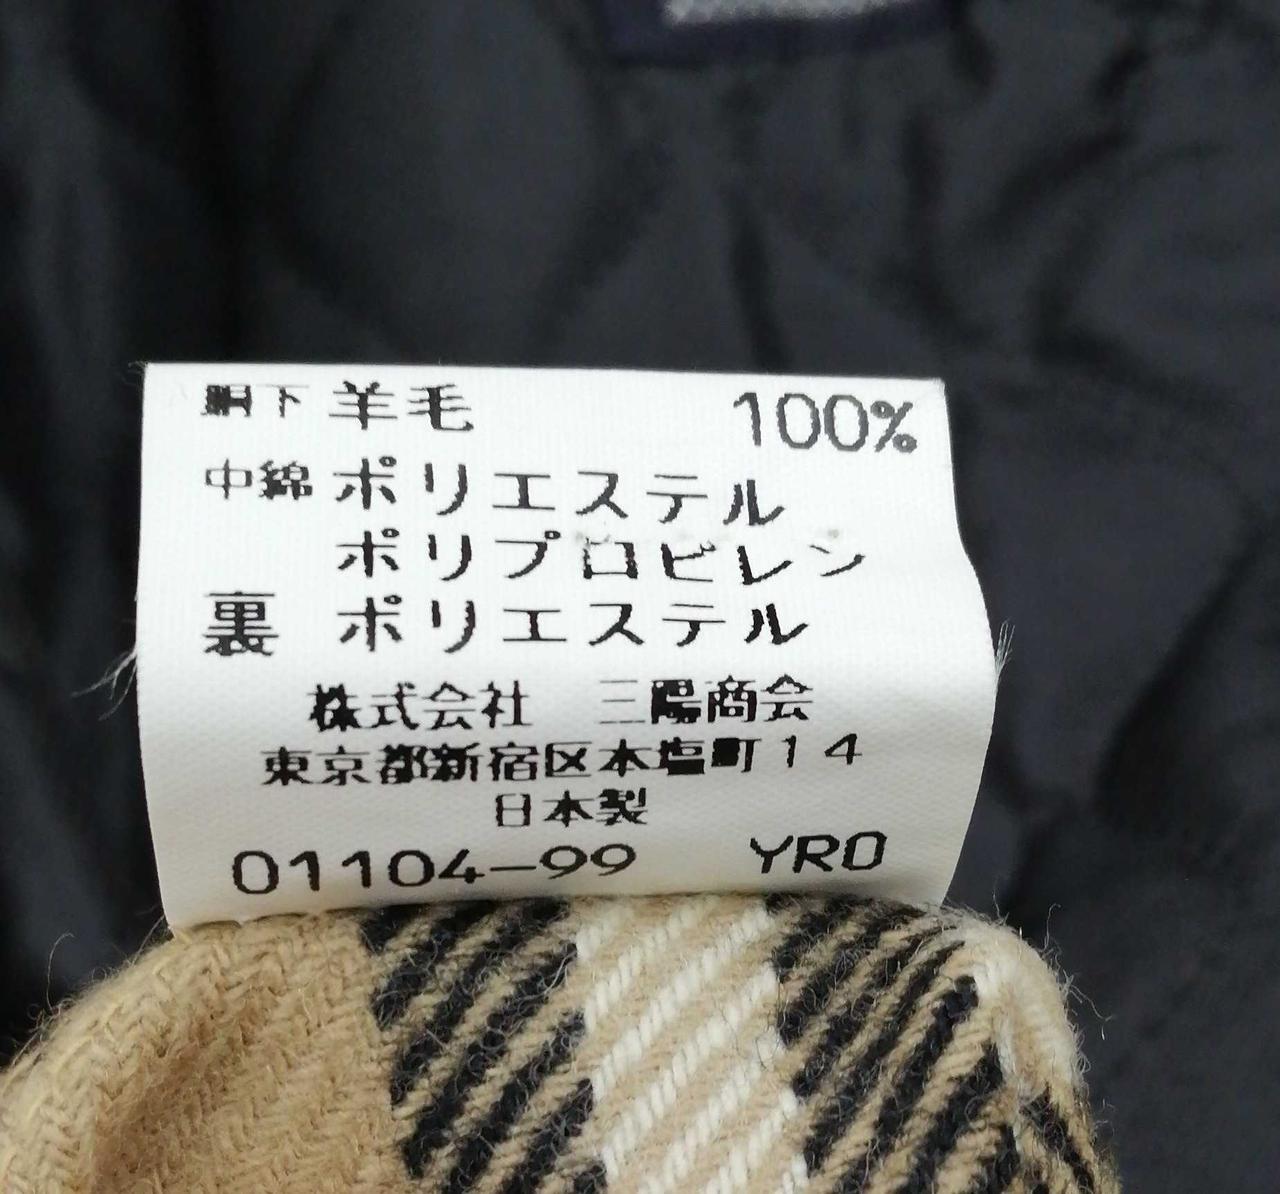 胴下 羊毛 100%
中綿 ポリエステル
ポリプロピレン
裏 ポリエステル
株式会社 三陽商会
東京都新宿区本塩町14
日本製
01104-99 YRO